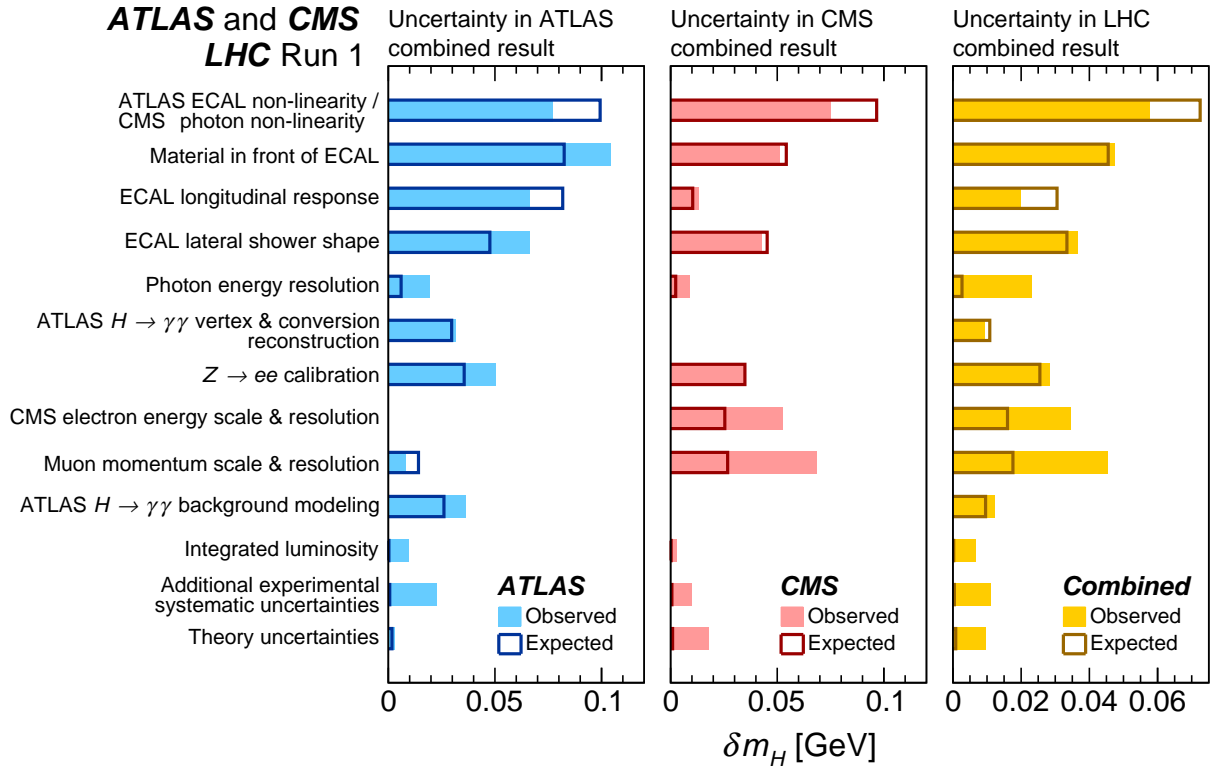 ATLAS and CMS
LHC Run 1
Uncertainty in ATLAS
combined result
Uncertainty in CMS
combined result
Uncertainty in LHC
combined result
ATLAS ECAL non-linearity /
CMS photon non-linearity
Material in front of ECAL
ECAL longitudinal response
ECAL lateral shower shape
Photon energy resolution
ATLAS H → γγ vertex & conversion
reconstruction
Z → ee calibration
CMS electron energy scale & resolution
Muon momentum scale & resolution
ATLAS H → γγ background modeling
Integrated luminosity
Additional experimental
systematic uncertainties
Theory uncertainties
ATLAS
Observed
Expected
CMS
Observed
Expected
Combined
Observed
Expected
0 0.05 0.1
0 0.05 0.1
0 0.02 0.04 0.06
δm_H [GeV]